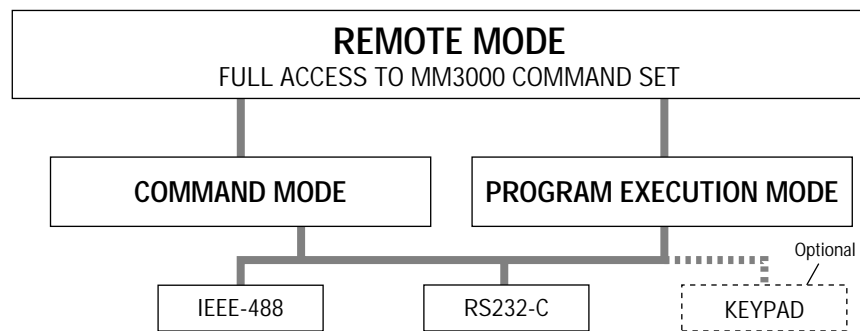 REMOTE MODE
FULL ACCESS TO MM3000 COMMAND SET
COMMAND MODE
PROGRAM EXECUTION MODE
Optional
IEEE-488
RS232-C
KEYPAD